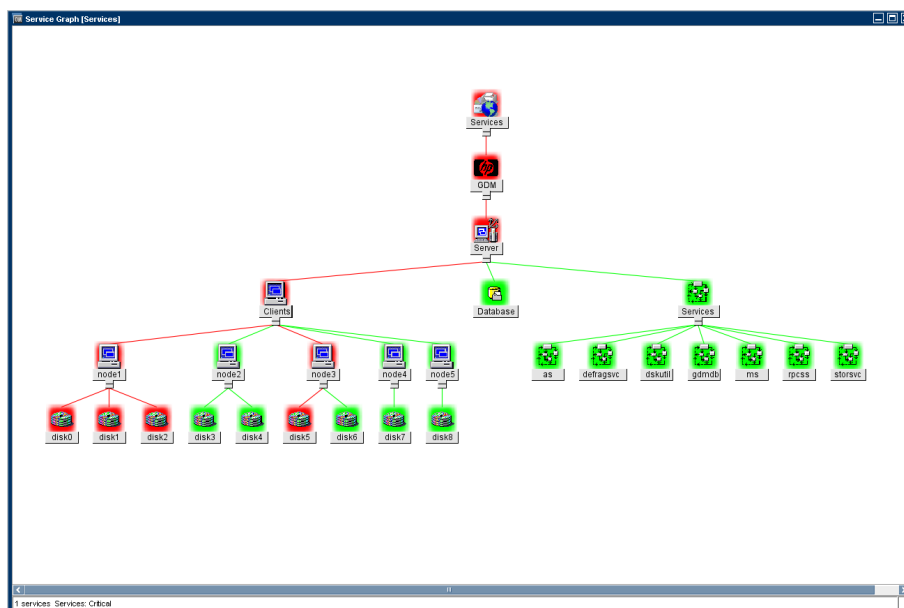 Service Graph [Services]
Services
GDM
Server
Clients
Database
Services
node1
node2
node3
node4
node5
as
defragsvc
dskutil
gdmdb
ms
rpcss
storsvc
disk0
disk1
disk2
disk3
disk4
disk5
disk6
disk7
disk8
1 services Services: Critical